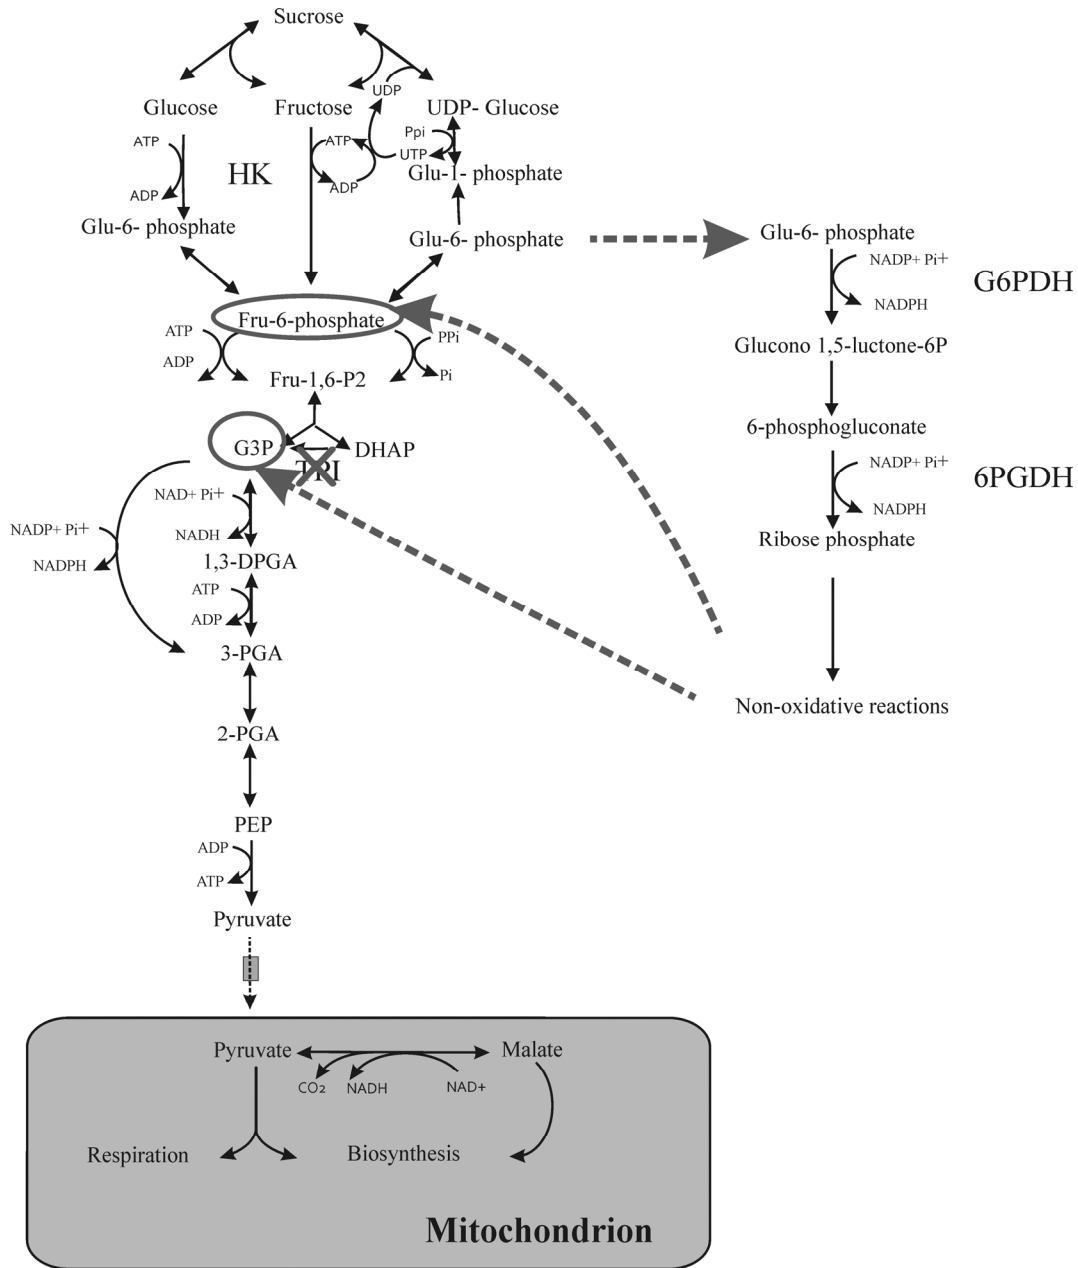 Sucrose
Glucose
Fructose
UDP
UDP- Glucose
ATP
HK
ATP
Ppi
UTP
ADP
ADP
Glu-1- phosphate
Glu-6- phosphate
Glu-6- phosphate
Glu-6- phosphate
NADP+ Pi+
NADPH
G6PDH
Fru-6-phosphate
ATP
ADP
PPi
Pi
Glucono 1,5-luctone-6P
Fru-1,6-P2
6-phosphogluconate
G3P
DHAP
TPI
NADP+ Pi+
NADPH
6PGDH
NAD+ Pi+
NADH
NADP+ Pi+
NADPH
Ribose phosphate
1,3-DPGA
ATP
ADP
3-PGA
Non-oxidative reactions
2-PGA
PEP
ADP
ATP
Pyruvate
Pyruvate
Malate
CO2
NADH
NAD+
Respiration
Biosynthesis
Mitochondrion